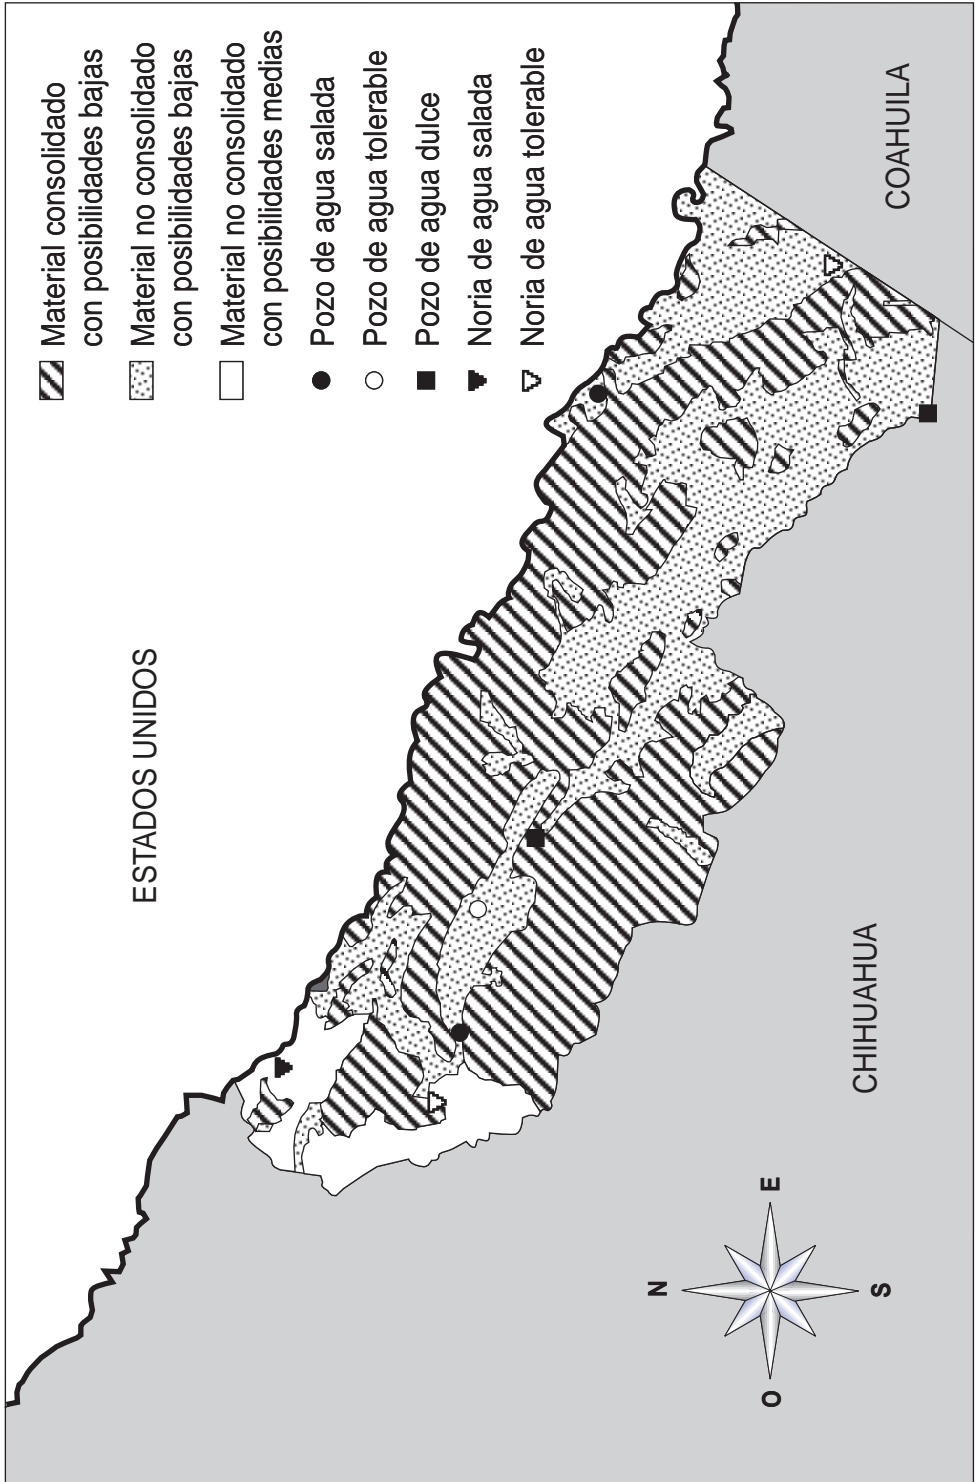 Material consolidado
con posibilidades bajas
Material no consolidado
con posibilidades bajas
Material no consolidado
con posibilidades medias
Pozo de agua salada
Pozo de agua tolerable
Pozo de agua dulce
Noria de agua salada
Noria de agua tolerable
ESTADOS UNIDOS
COAHUILA
CHIHUAHUA
N
O
E
S